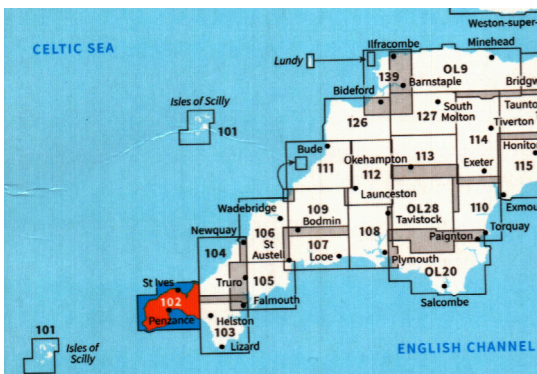 Weston-super-
CELTIC SEA
Ilfracombe
Minehead
Lundy
139
OL9
Barnstaple
Bideford
Bridgw
Isles of Scilly
101
126
127
South
Molton
Taunto
Tiverton
114
Honiton
Bude
111
Okehampton
112
113
Exeter
115
Launceston
Exmou
Wadebridge
109
Bodmin
OL28
Tavistock
110
Torquay
Newquay
106
St
Austell
107
Looe
108
Paignton
104
Plymouth
OL20
St Ives
Truro
105
Salcombe
102
Penzance
Falmouth
Helston
103
Lizard
101
Isles of
Scilly
ENGLISH CHANNEL